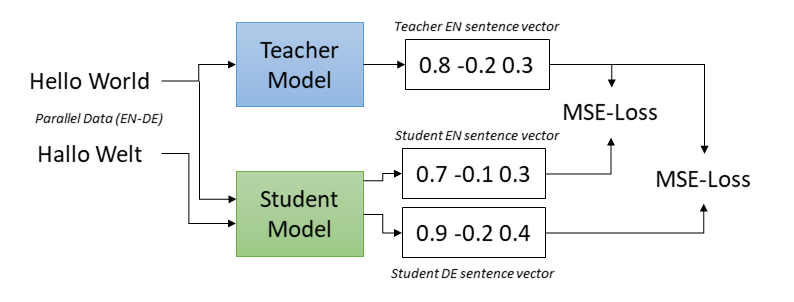 Teacher EN sentence vector
Teacher
Model
0.8 -0.2 0.3
Hello World
MSE-Loss
Parallel Data (EN-DE)
Student EN sentence vector
Hallo Welt
0.7 -0.1 0.3
MSE-Loss
Student
Model
0.9 -0.2 0.4
Student DE sentence vector